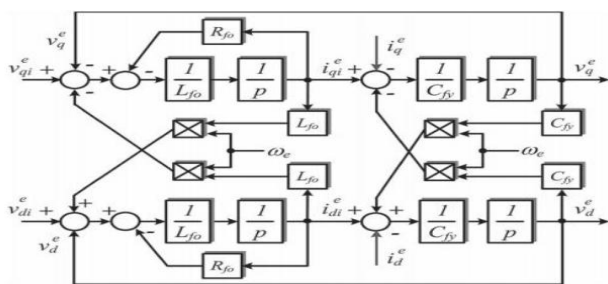 v_q^e
R_fo
i_q^e
v_qi^e + - - + - 1/L_fo 1/p i_qi^e + - - 1/C_fy 1/p v_q^e
L_fo
C_fy
ω_e
ω_e
L_fo
C_fy
v_di^e + + - + - 1/L_fo 1/p i_di^e + + - 1/C_fy 1/p v_d^e
v_d^e
R_fo
i_d^e